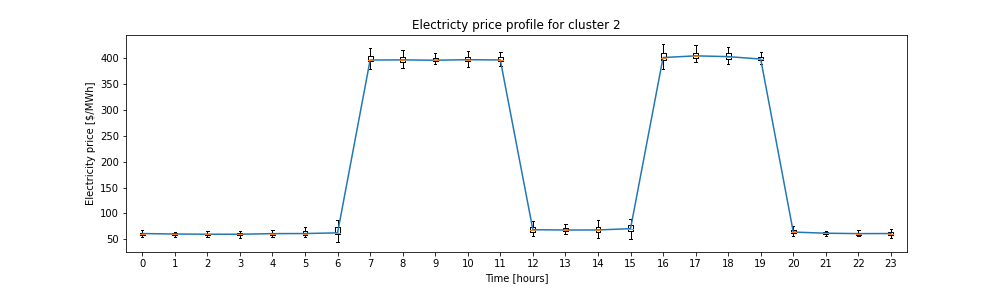 Electricty price profile for cluster 2
Electricity price [$/MWh]
400
350
300
250
200
150
100
50
0 1 2 3 4 5 6 7 8 9 10 11 12 13 14 15 16 17 18 19 20 21 22 23
Time [hours]